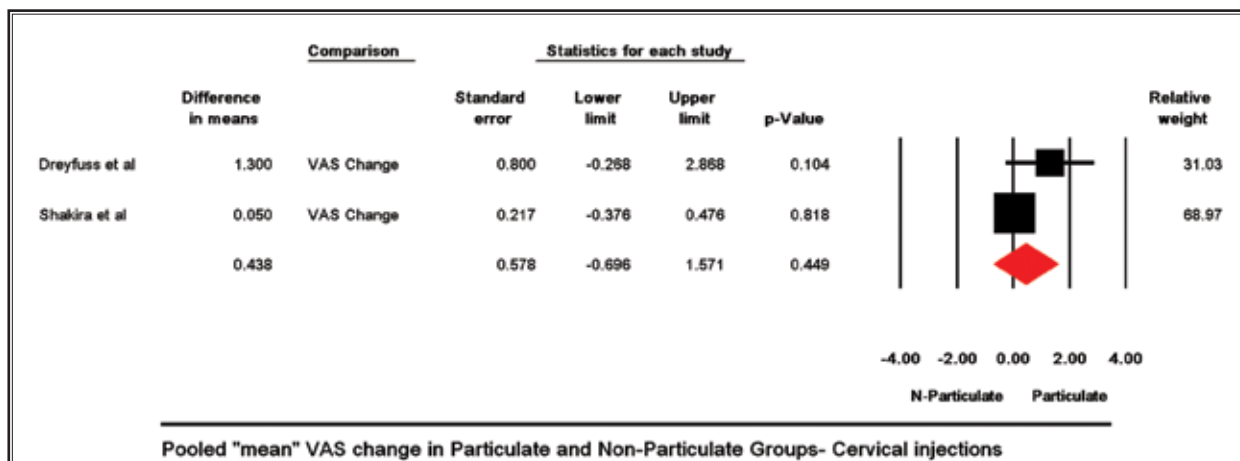 Comparison Statistics for each study
Difference Standard Lower Upper Relative
in means error limit limit p-Value weight
Dreyfuss et al 1.300 VAS Change 0.800 -0.268 2.868 0.104 31.03
Shakira et al 0.050 VAS Change 0.217 -0.376 0.476 0.818 68.97
0.438 0.578 -0.696 1.571 0.449
-4.00 -2.00 0.00 2.00 4.00
N-Particulate Particulate
Pooled "mean" VAS change in Particulate and Non-Particulate Groups- Cervical injections